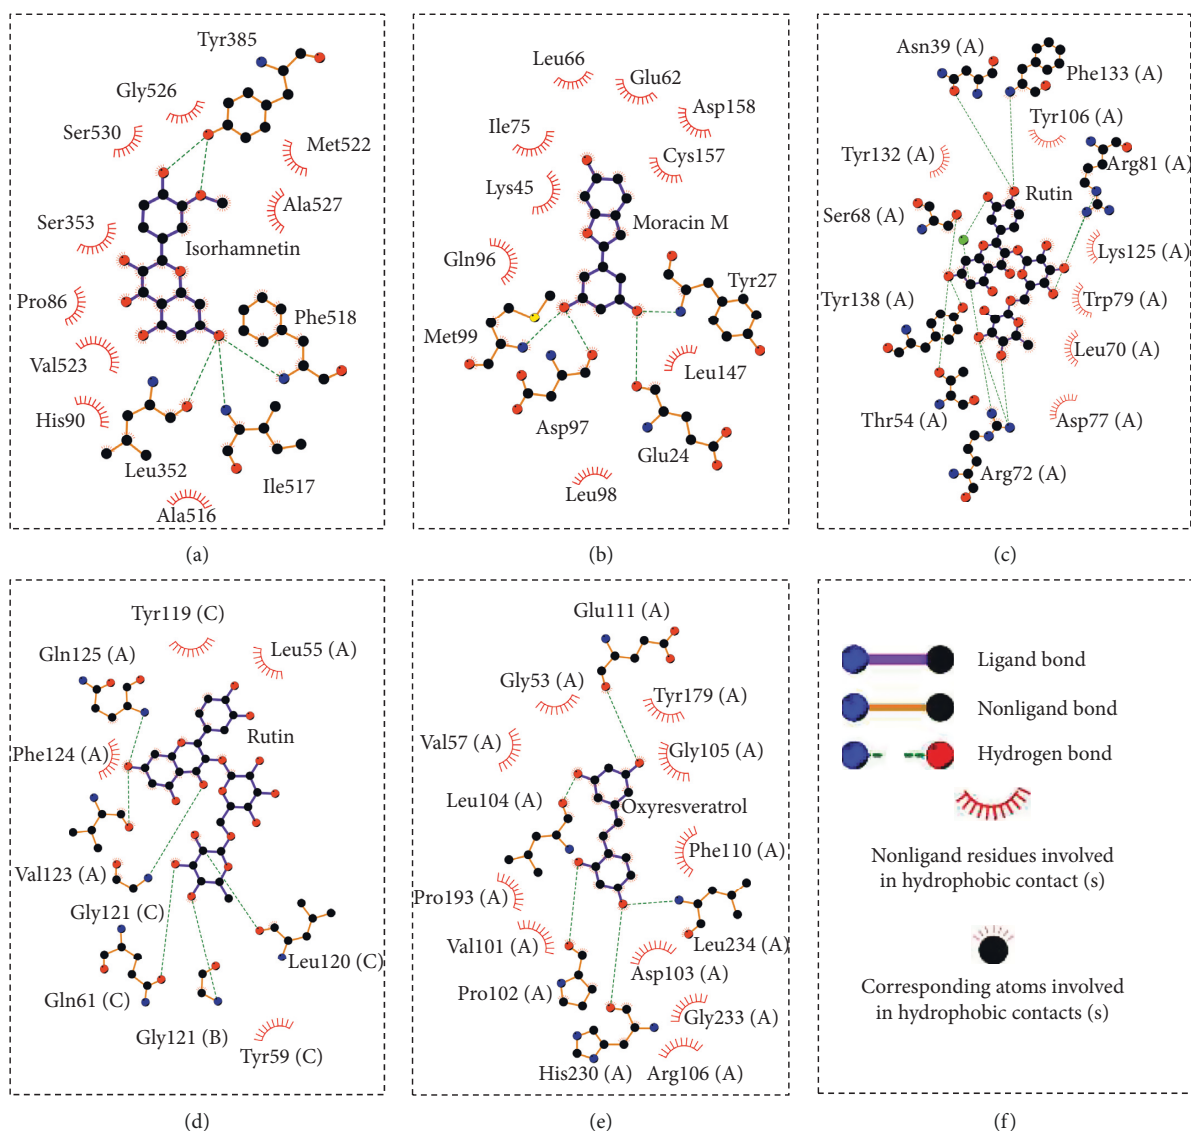 Tyr385
Gly526
Ser530
Met522
Ala527
Ser353
Isorhamnetin
Pro86
Phe518
Val523
His90
Leu352
Ile517
Ala516
(a)
Leu66
Glu62
Asp158
Ile75
Cys157
Lys45
Moracin M
Gln96
Tyr27
Met99
Leu147
Asp97
Glu24
Leu98
(b)
Asn39 (A)
Phe133 (A)
Tyr106 (A)
Tyr132 (A)
Arg81 (A)
Rutin
Ser68 (A)
Lys125 (A)
Tyr138 (A)
Trp79 (A)
Leu70 (A)
Thr54 (A)
Asp77 (A)
Arg72 (A)
(c)
Tyr119 (C)
Gln125 (A)
Leu55 (A)
Rutin
Phe124 (A)
Val123 (A)
Gly121 (C)
Leu120 (C)
Gln61 (C)
Gly121 (B)
Tyr59 (C)
(d)
Glu111 (A)
Gly53 (A)
Tyr179 (A)
Val57 (A)
Gly105 (A)
Leu104 (A)
Oxyresveratrol
Phe110 (A)
Pro193 (A)
Val101 (A)
Leu234 (A)
Asp103 (A)
Pro102 (A)
Gly233 (A)
His230 (A)
Arg106 (A)
(e)
Ligand bond
Nonligand bond
Hydrogen bond
Nonligand residues involved
in hydrophobic contact (s)
Corresponding atoms involved
in hydrophobic contacts (s)
(f)